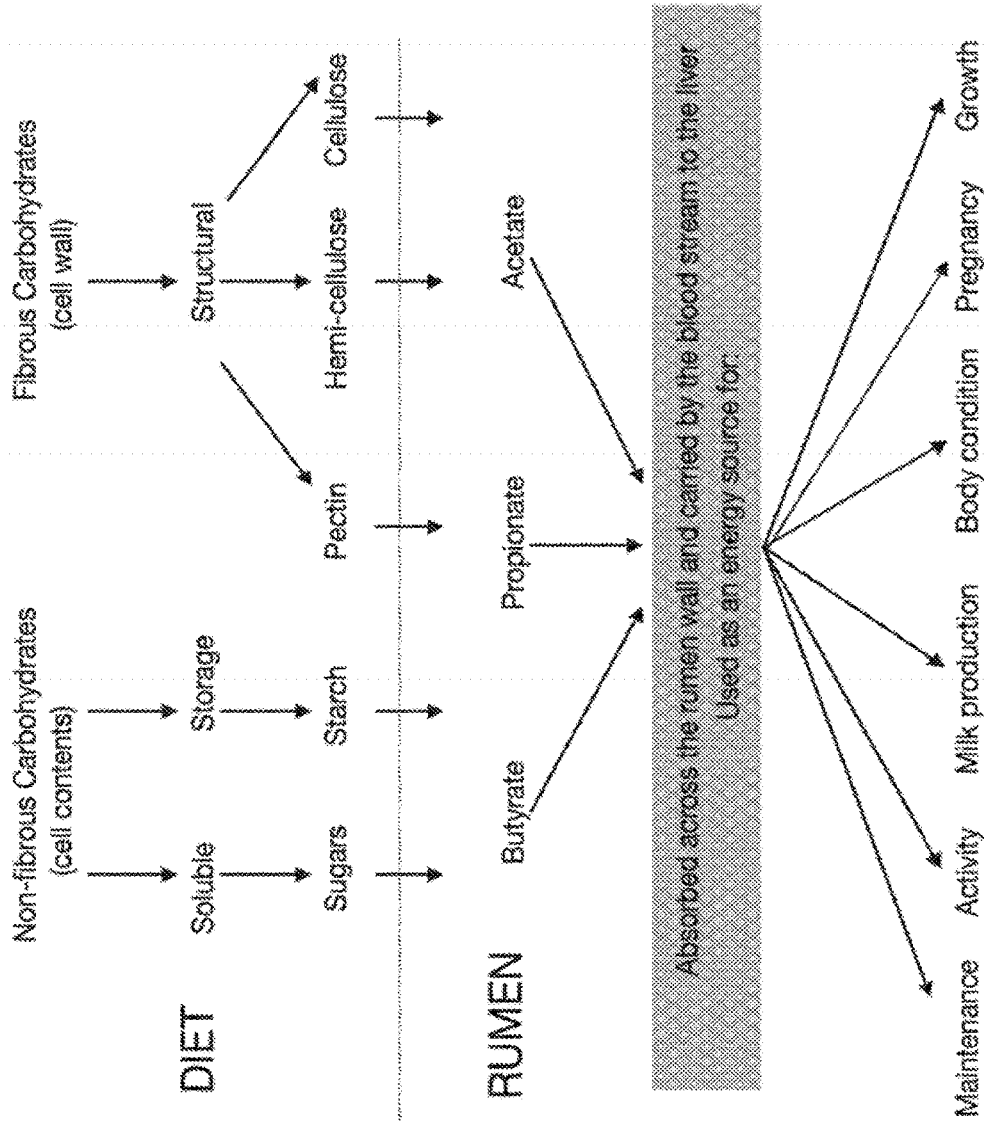 Non-fibrous Carbohydrates
(cell contents)
Fibrous Carbohydrates
(cell wall)
DIET
Soluble
Storage
Structural
Sugars
Starch
Pectin
Hemi-cellulose
Cellulose
RUMEN
Butyrate
Propionate
Acetate
Absorbed across the rumen wall and carried by the blood stream to the liver
Used as an energy source for:
Maintenance
Activity
Milk production
Body condition
Pregnancy
Growth